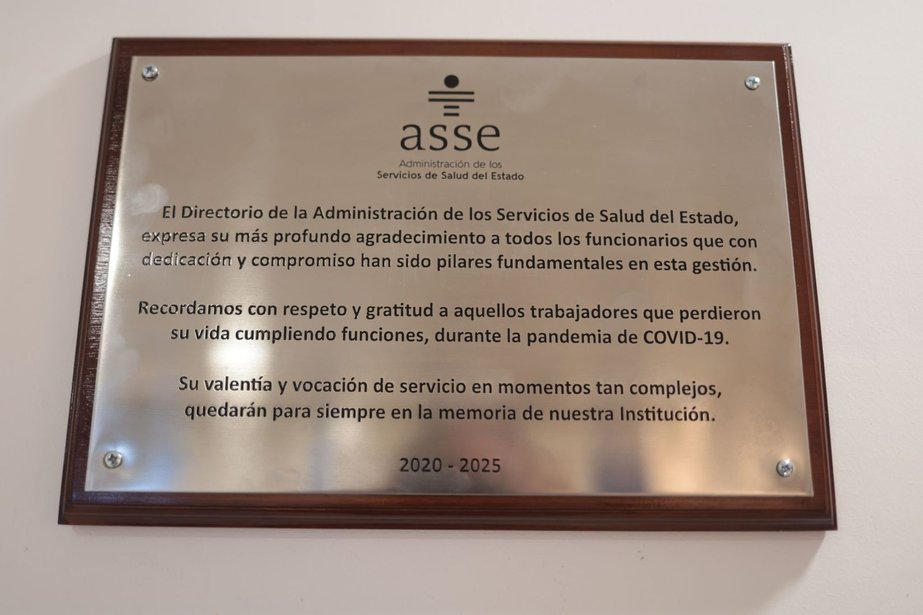 asse
Administración de los
Servicios de Salud del Estado
El Directorio de la Administración de los Servicios de Salud del Estado,
expresa su más profundo agradecimiento a todos los funcionarios que con
dedicación y compromiso han sido pilares fundamentales en esta gestión.
Recordamos con respeto y gratitud a aquellos trabajadores que perdieron
su vida cumpliendo funciones, durante la pandemia de COVID-19.
Su valentía y vocación de servicio en momentos tan complejos,
quedarán para siempre en la memoria de nuestra Institución.
2020 - 2025